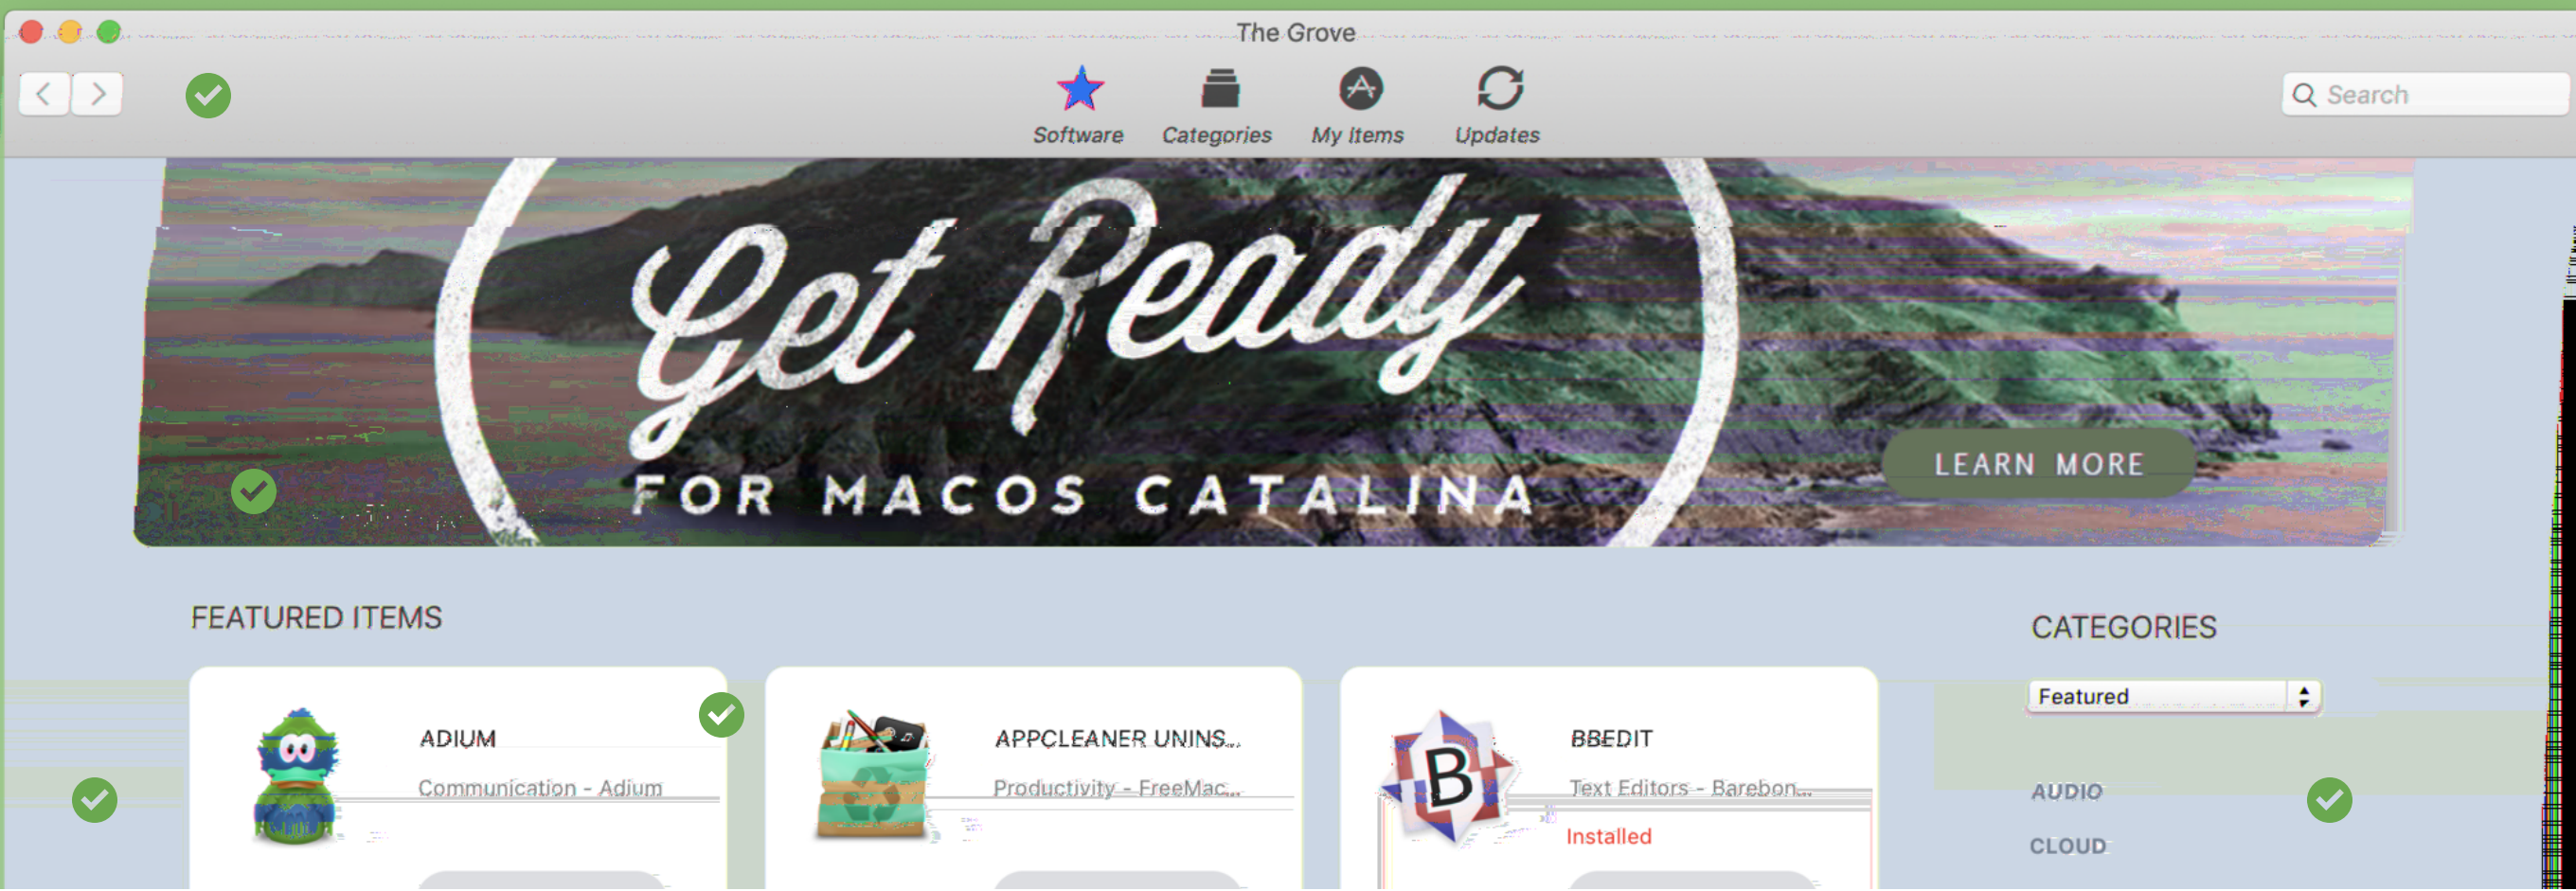 The Grove
Software Categories My Items Updates
Search
Get Ready
FOR MACOS CATALINA
LEARN MORE
FEATURED ITEMS
CATEGORIES
Featured
ADIUM
Communication - Adium
APPCLEANER UNINS...
Productivity - FreeMac...
BBEDIT
Text Editors - Barebon...
Installed
B
AUDIO
CLOUD